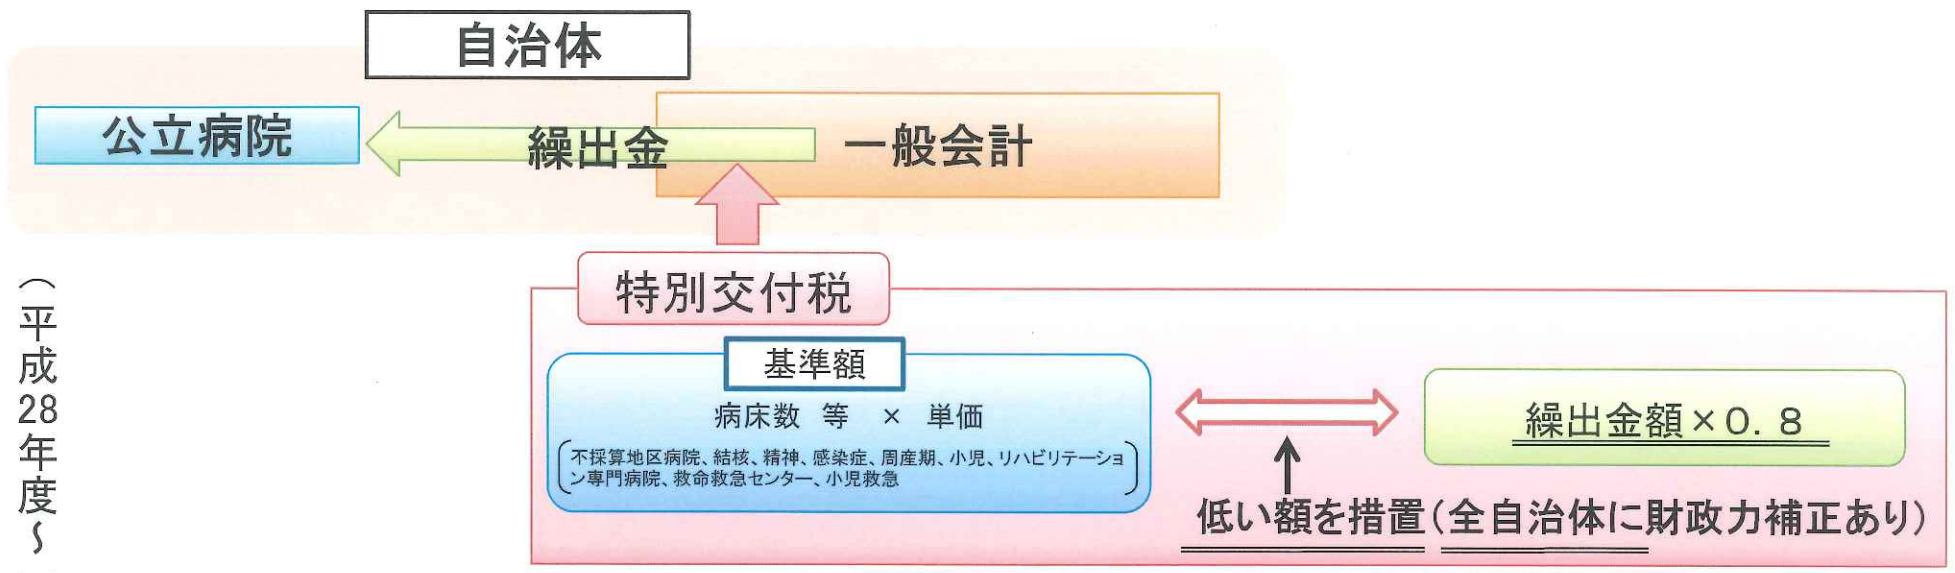 自治体
公立病院
繰出金
一般会計
特別交付税
（平成28年度～
基準額
病床数 等 × 単価
不採算地区病院、結核、精神、感染症、周産期、小児、リハビリテーショ
ン専門病院、救命救急センター、小児救急
繰出金額×０．８
低い額を措置（全自治体に財政力補正あり）